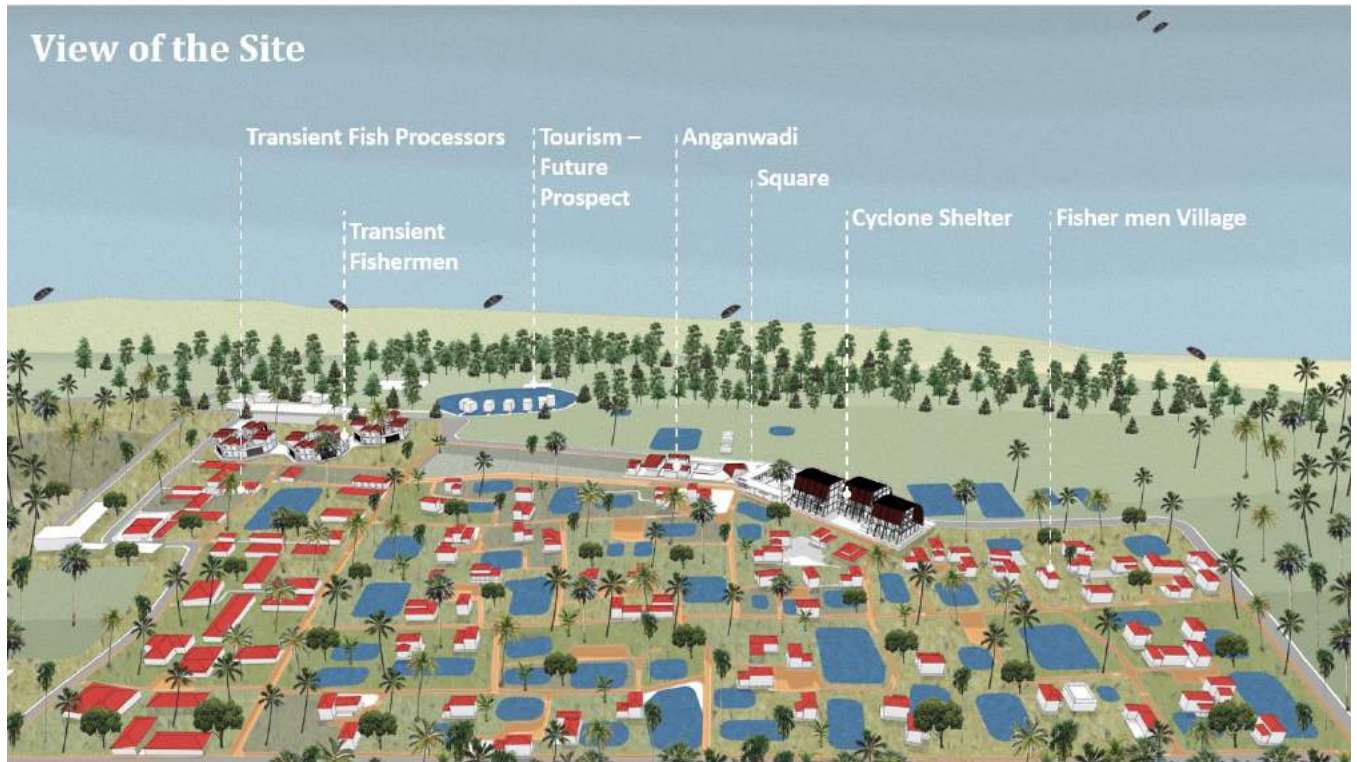 View of the Site
Transient Fish Processors
Transient
Fishermen
Tourism –
Future
Prospect
Anganwadi
Square
Cyclone Shelter
Fisher men Village